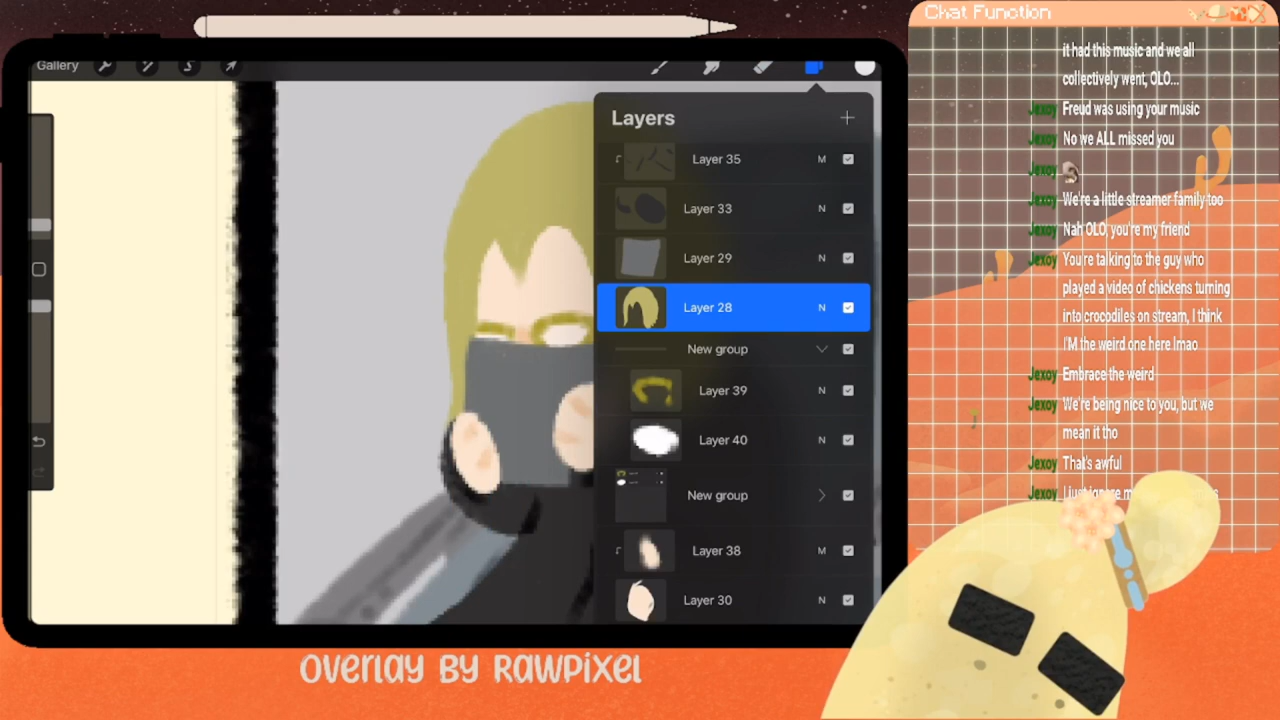 Chat Function
Gallery
Layers
Layer 35
M
Layer 33
N
Layer 29
N
Layer 28
N
New group
Layer 39
N
Layer 40
N
New group
Layer 38
M
Layer 30
N
it had this music and we all
collectively went, OLO...
Jexoy Freud was using your music
Jexoy No we ALL missed you
Jexoy
Jexoy We're a little streamer family too
Jexoy Nah OLO, you're my friend
Jexoy You're talking to the guy who
played a video of chickens turning
into crocodiles on stream, I think
I'M the weird one here lmao
Jexoy Embrace the weird
Jexoy We're being nice to you, but we
mean it tho
Jexoy That's awful
Jexoy I just
OVERLAY BY RAWPIXEL